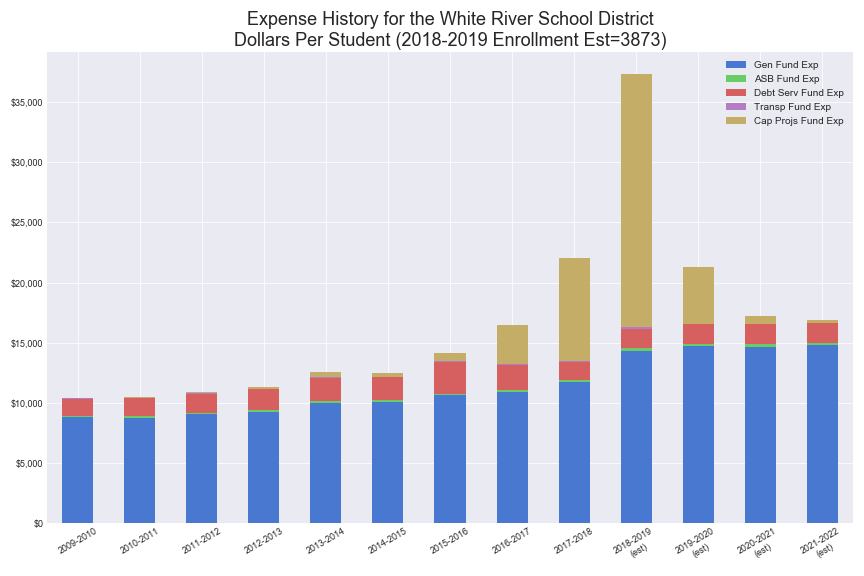 Expense History for the White River School District
Dollars Per Student (2018-2019 Enrollment Est=3873)
Gen Fund Exp
ASB Fund Exp
Debt Serv Fund Exp
Transp Fund Exp
Cap Projs Fund Exp
$35,000
$30,000
$25,000
$20,000
$15,000
$10,000
$5,000
$0
2009-2010
2010-2011
2011-2012
2012-2013
2013-2014
2014-2015
2015-2016
2016-2017
2017-2018
2018-2019
(est)
2019-2020
(est)
2020-2021
(est)
2021-2022
(est)